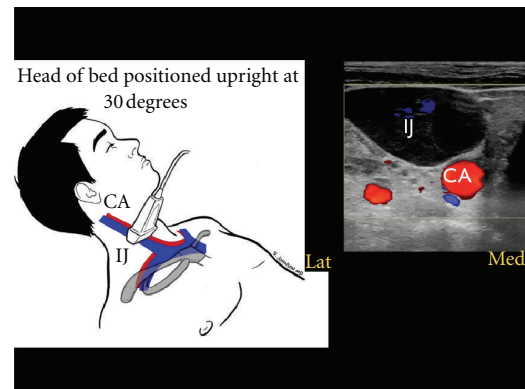 Head of bed positioned upright at
30 degrees
CA
IJ
Lat
IJ
CA
Med